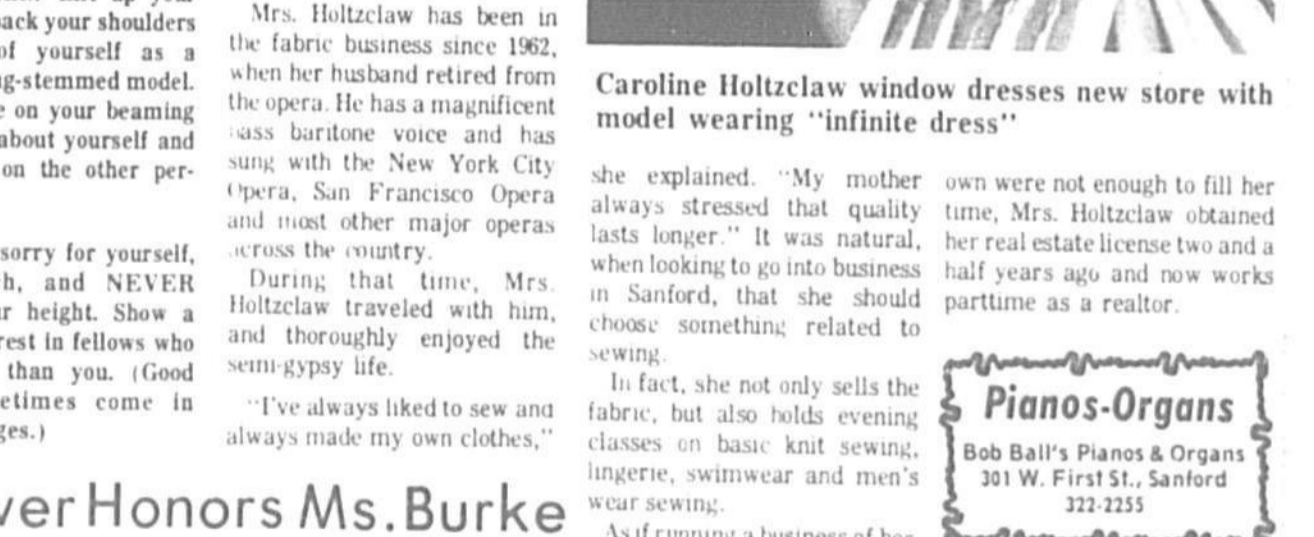 back your shoulders
of yourself as a
-stemmed model.
on your beaming
about yourself and
on the other per-
sorry for yourself,
and NEVER
height. Show a
in fellows who
than you. (Good
come in
Mrs. Holtzclaw has been in
the fabric business since 1962,
when her husband retired from
the opera. He has a magnificent
bass baritone voice and has
sung with the New York City
Opera, San Francisco Opera
and most other major operas
across the country.
During that time, Mrs.
Holtzclaw traveled with him,
and thoroughly enjoyed the
semi-gypsy life.
"I've always liked to sew and
always made my own clothes,"
Honors Ms. Burke
Caroline Holtzclaw window dresses new store with
model wearing "infinite dress"
she explained. "My mother
always stressed that quality
lasts longer." It was natural,
when looking to go into business
in Sanford, that she should
choose something related to
sewing.
In fact, she not only sells the
fabric, but also holds evening
classes on basic knit sewing,
lingerie, swimwear and men's
wear sewing.
As if running a business of her
own were not enough to fill her
time, Mrs. Holtzclaw obtained
her real estate license two and a
half years ago and now works
parttime as a realtor.
Pianos-Organs
Bob Ball's Pianos & Organs
301 W. First St., Sanford
322-2255